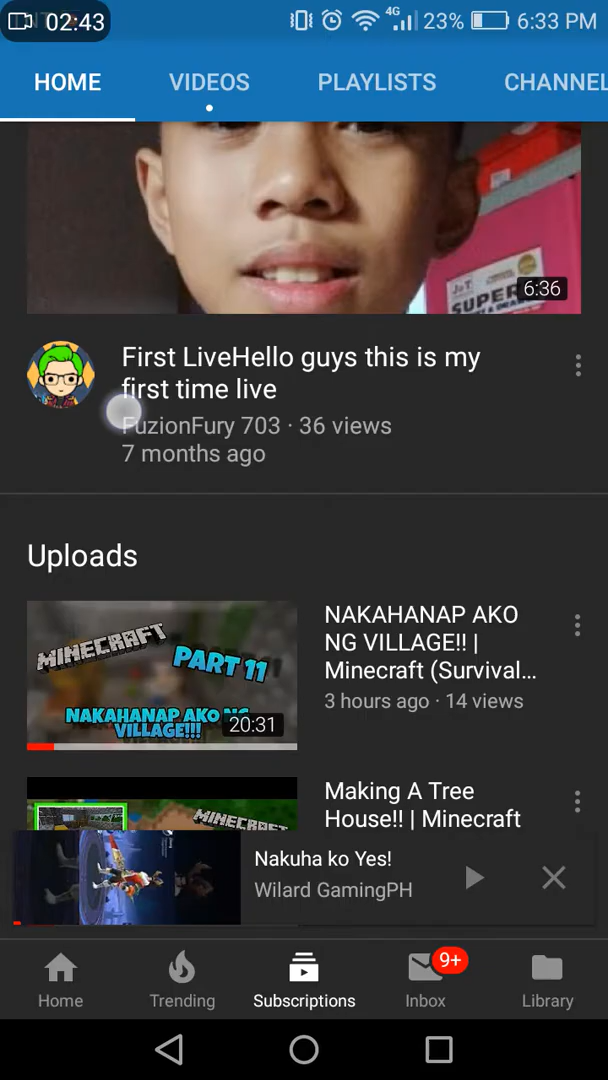 02:43 4G 23% 6:33 PM
HOME VIDEOS PLAYLISTS CHANNEL
SUPER
6:36
First LiveHello guys this is my
first time live
FuzionFury 703 · 36 views
7 months ago
Uploads
MINECRAFT
PART 11
NAKAHANAP AKO NG
VILLAGE!!!
20:31
NAKAHANAP AKO
NG VILLAGE!! |
Minecraft (Survival...
3 hours ago · 14 views
MINECRAFT
Making A Tree
House!! | Minecraft
Nakuha ko Yes!
Wilard GamingPH
9+
Home Trending Subscriptions Inbox Library